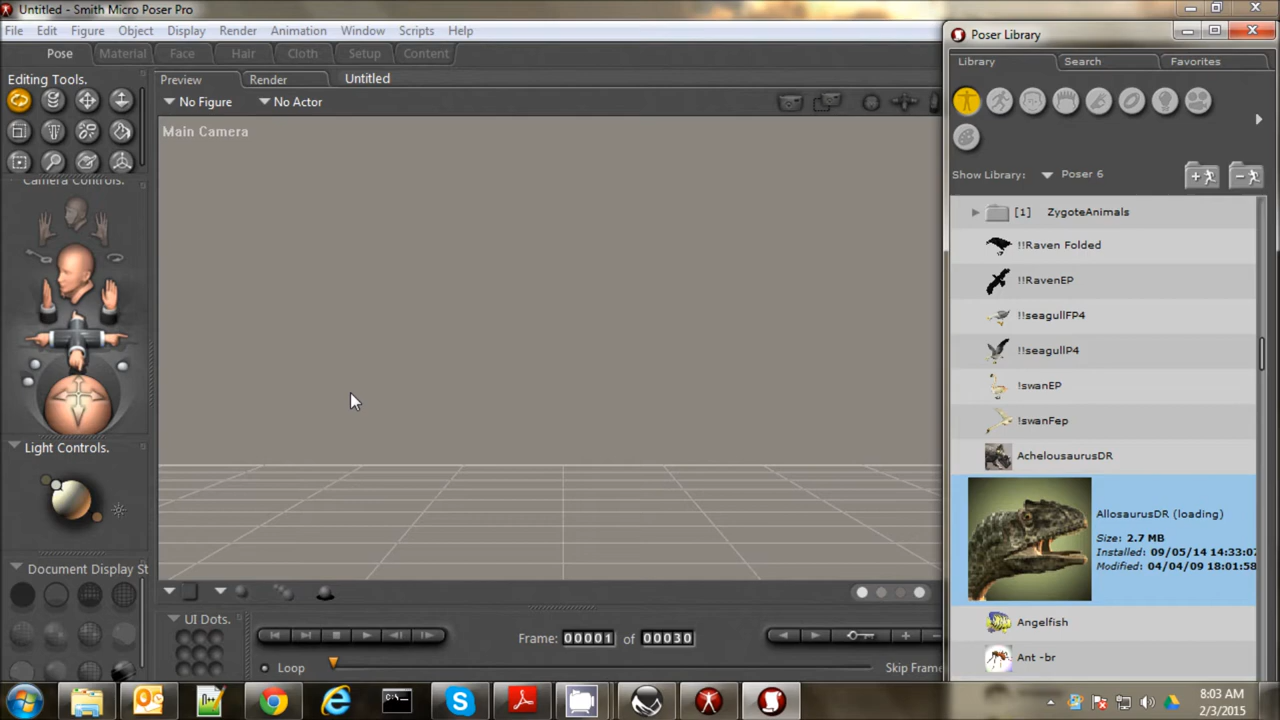 Untitled - Smith Micro Poser Pro
File Edit Figure Object Display Render Animation Window Scripts Help
Pose Material Face Hair Cloth Setup Content
Editing Tools.
Preview Render Untitled
No Figure No Actor
Main Camera
Camera Controls.
Light Controls.
Document Display St
UI Dots.
Frame: 00001 of 00030
Loop
Skip Frame
Poser Library
Library Search Favorites
Show Library: Poser 6
[1] ZygoteAnimals
!!Raven Folded
!!RavenEP
!!seagullFP4
!!seagullP4
!swanEP
!swanFep
AchelousaurusDR
AllosaurusDR (loading)
Size: 2.7 MB
Installed: 09/05/14 14:33:07
Modified: 04/04/09 18:01:58
Angelfish
Ant -br
8:03 AM
2/3/2015